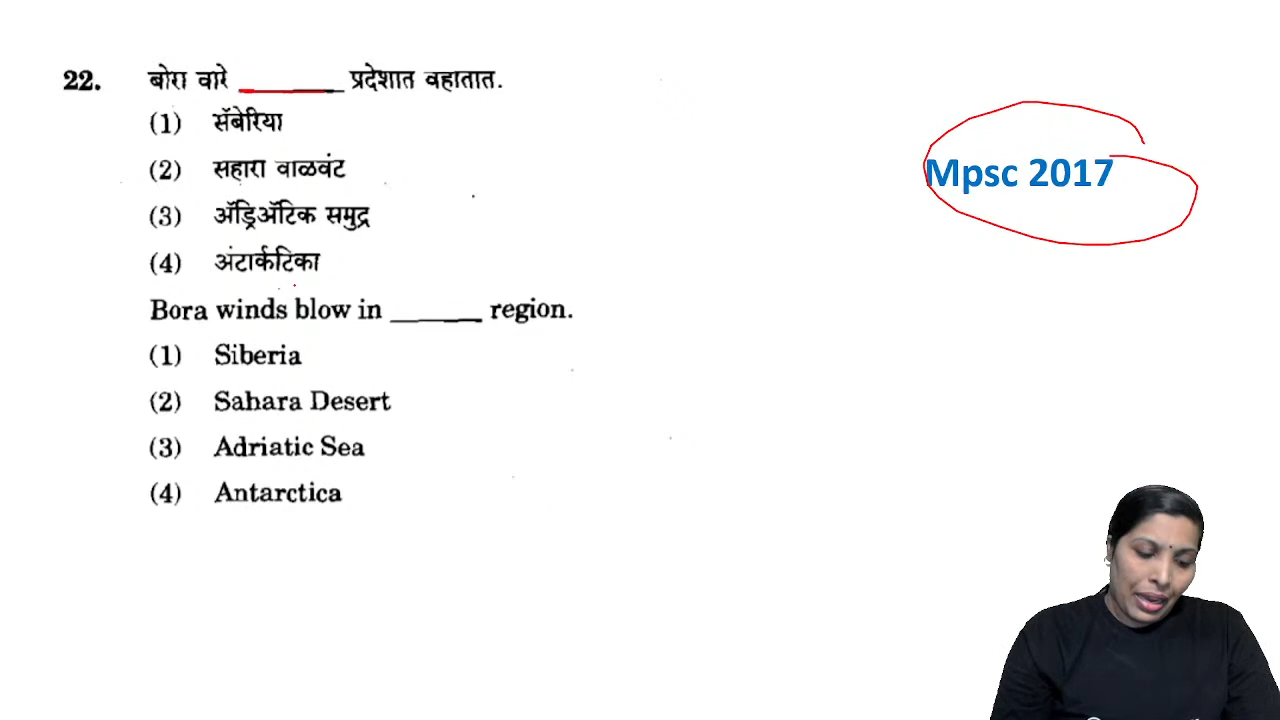 22. बोरा वारे ________ प्रदेशात वहातात.
(1) सॅबेरिया
(2) सहारा वाळवंट
(3) ॲड्रिॲटिक समुद्र
(4) अंटार्कटिका
Bora winds blow in _______ region.
(1) Siberia
(2) Sahara Desert
(3) Adriatic Sea
(4) Antarctica
Mpsc 2017